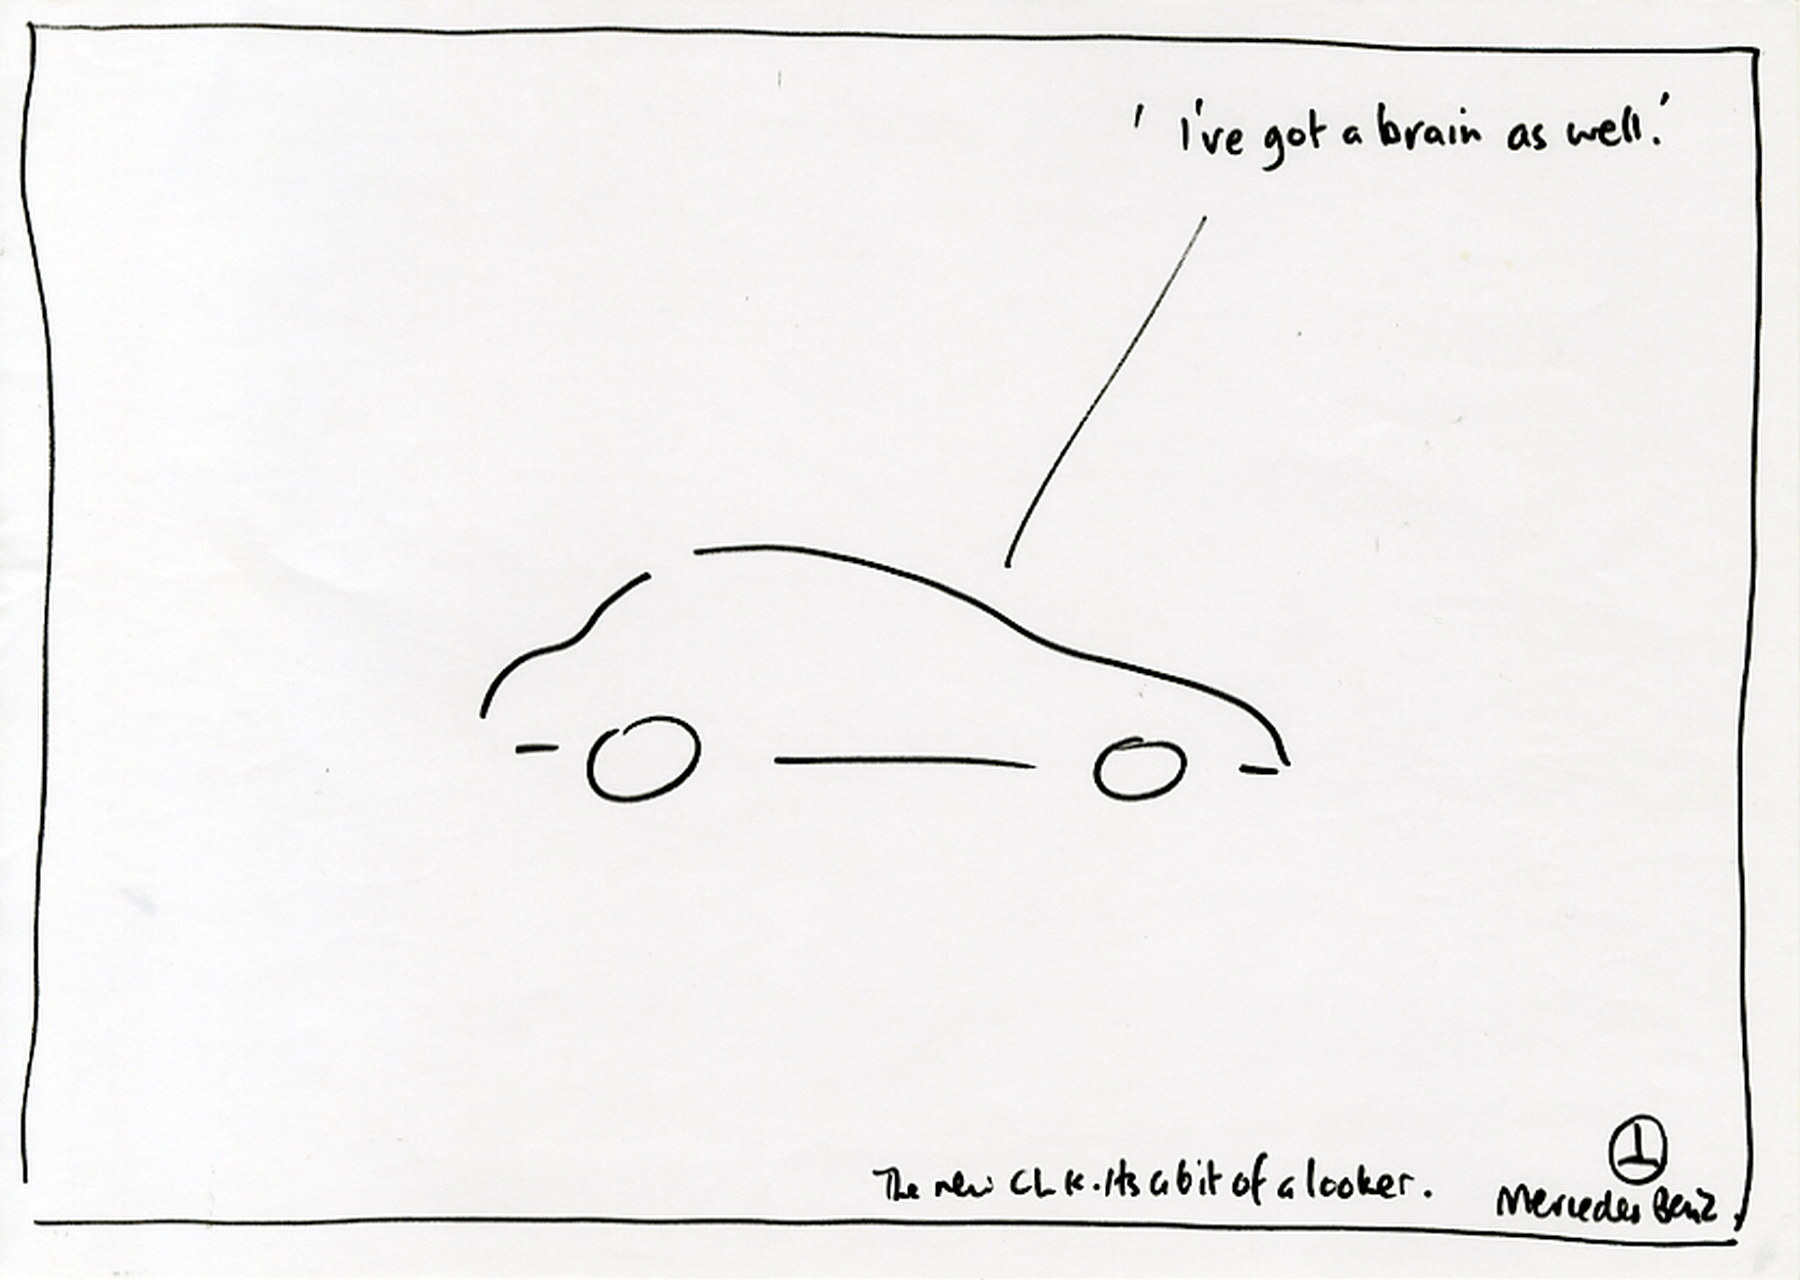 ' I've got a brain as well.'
The new CLK. Its a bit of a looker.
Mercedes Benz.